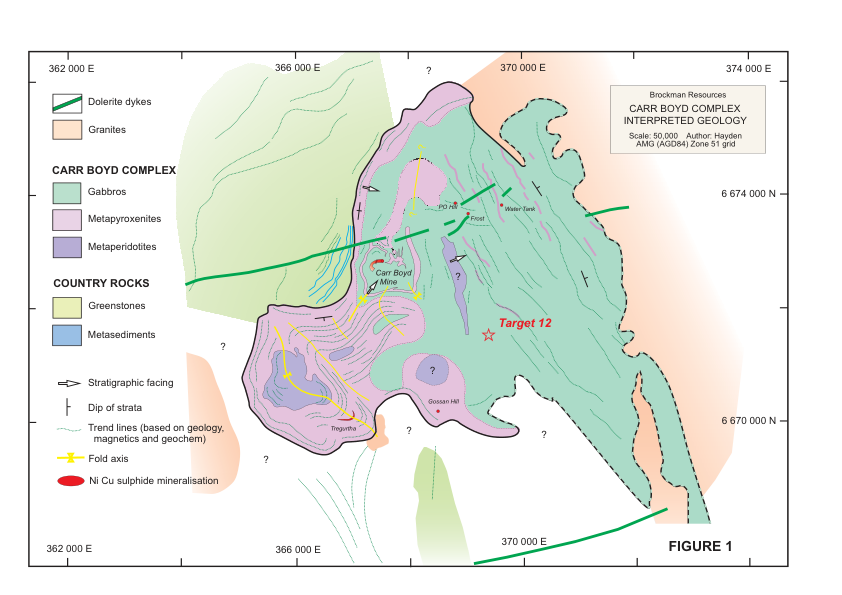 362 000 E
366 000 E
?
370 000 E
374 000 E
Brockman Resources
CARR BOYD COMPLEX
INTERPRETED GEOLOGY
Scale: 50,000 Author: Hayden
AMG (AGD84) Zone 51 grid
Dolerite dykes
Granites
CARR BOYD COMPLEX
Gabbros
Metapyroxenites
Metaperidotites
COUNTRY ROCKS
Greenstones
Metasediments
Stratigraphic facing
Dip of strata
Trend lines (based on geology,
magnetics and geochem)
Fold axis
Ni Cu sulphide mineralisation
6 674 000 N
PO Hill
Water Tank
Frost
Carr Boyd
Mine
?
Target 12
?
?
Gossan Hill
6 670 000 N
Tregurtha
?
?
?
362 000 E
366 000 E
370 000 E
FIGURE 1